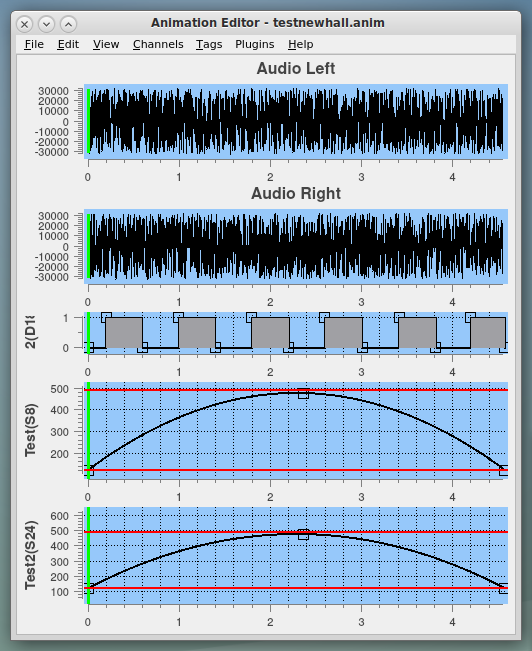 Animation Editor - testnewhall.anim
File Edit View Channels Tags Plugins Help
Audio Left
30000
20000
10000
0
-10000
-20000
-30000
0 1 2 3 4
Audio Right
30000
20000
10000
0
-10000
-20000
-30000
0 1 2 3 4
1
0
0 1 2 3 4
Test(S8)
500
400
300
200
0 1 2 3 4
Test2(S24)
600
500
400
300
200
100
0 1 2 3 4